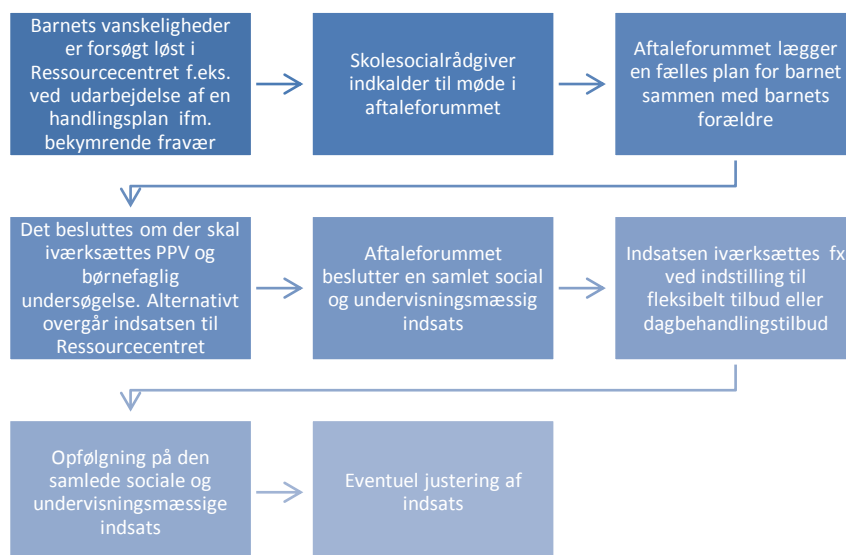 Barnets vanskeligheder
er forsøgt løst i
Ressourcecentret f.eks.
ved udarbejdelse af en
handlingsplan ifm.
bekymrende fravær
Skolesocialrådgiver
indkalder til møde i
aftaleforummet
Aftaleforummet lægger
en fælles plan for barnet
sammen med barnets
forældre
Det besluttes om der skal
iværksættes PPV og
børnefaglig
undersøgelse. Alternativt
overgår indsatsen til
Ressourcecentret
Aftaleforummet
beslutter en samlet social
og undervisningsmæssig
indsats
Indsatsen iværksættes fx
ved indstilling til
fleksibelt tilbud eller
dagbehandlingstilbud
Opfølgning på den
samlede sociale og
undervisningsmæssige
indsats
Eventuel justering af
indsats